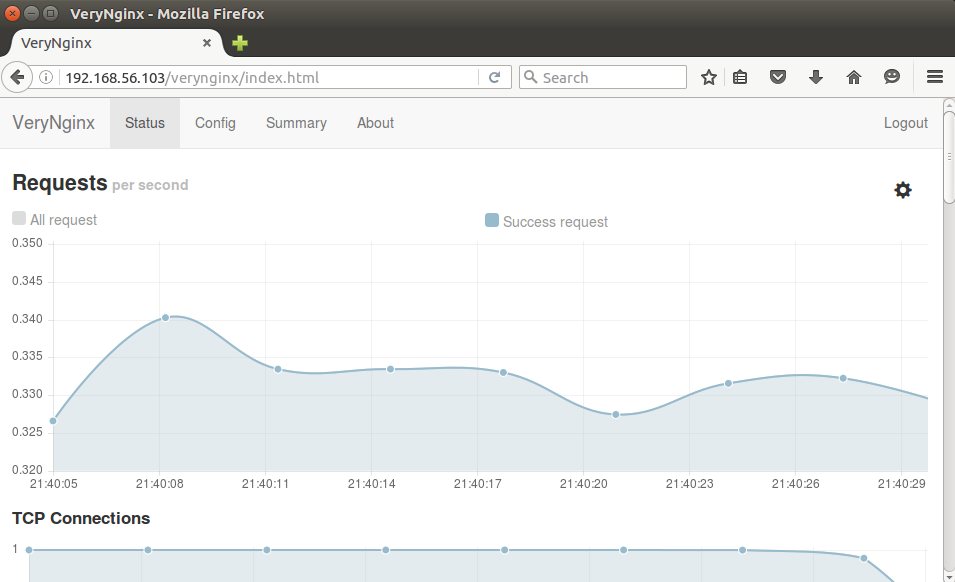 VeryNginx - Mozilla Firefox
VeryNginx
192.168.56.103/verynginx/index.html
Search
VeryNginx Status Config Summary About Logout
Requests per second
All request Success request
0.350
0.345
0.340
0.335
0.330
0.325
0.320
21:40:05 21:40:08 21:40:11 21:40:14 21:40:17 21:40:20 21:40:23 21:40:26 21:40:29
TCP Connections
1